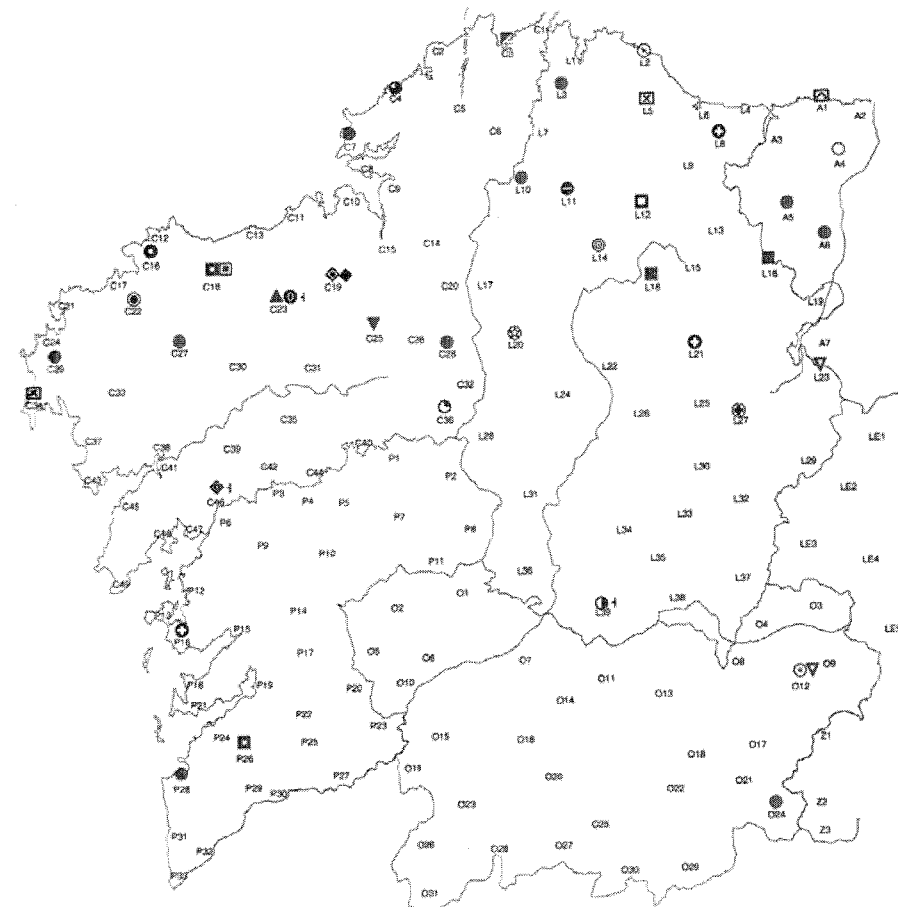 C1 L1
C2 C3 L2
C4 L3
L5
C5 L6 L4 A1 A2
C6 L7 L8 A3
C7 A4
C8 L9
C9 L10 L11
C10 L12 A5
C11
C12 C13 L13 A6
C15 C14 L14
C16 L16 L15 L18
C18 C19
C17 C20 L17
C21 C22 C23 L19
C25
C24 C26 L20 L21 A7
C27 C28
C30 C31 L22 L23
C32
C33 L24 L25
C36
C35 L26 L27
C37 C38 C39 C40 L28 LE1
C41 P1 L29
C42 C44 P2 L30
C43 C46 P3 P4 P5 L31 L32 LE2
C45 P6 P7 L33
C47 P8 L34
C48 P9 P10 L35 LE3
P11 L36 LE4
C49 L37
P12 O1 L38
P14 O2 L39 O3
P15 O4
P16 LE5
P17 O5 O6 O7 O8 O9
O11 O12
P18 P19 P20 O10 O13
P21 O14
P22 P23
P24 P25 O15 O16 O17 Z1
P26 O18
P27 O19 O20 O21
P28 P29 P30 O22
O23 O24 Z2
P31 O25 Z3
P32 O26 O28 O27
P33 O30 O29
O31